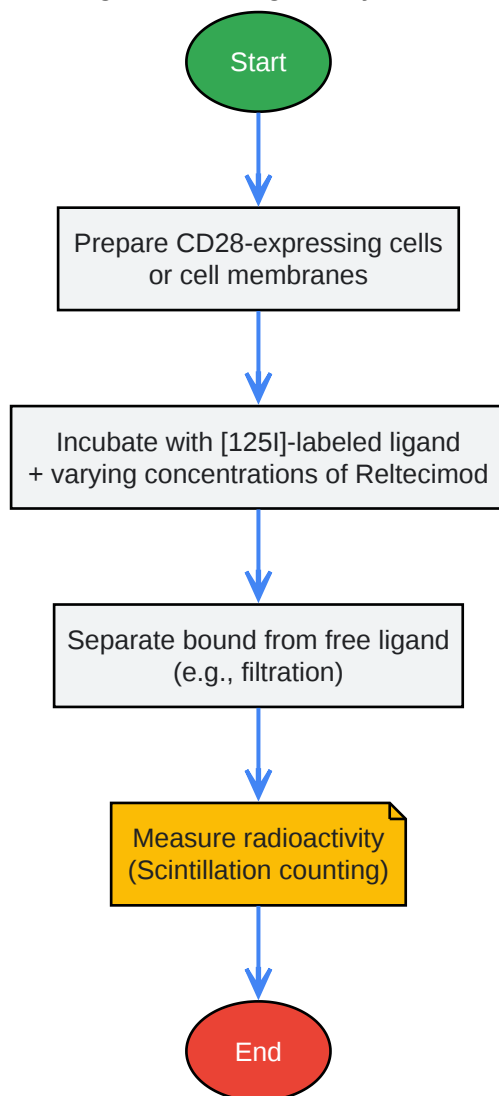 Start
Prepare CD28-expressing cells
or cell membranes
Incubate with [125I]-labeled ligand
+ varying concentrations of Reltecimod
Separate bound from free ligand
(e.g., filtration)
Measure radioactivity
(Scintillation counting)
End